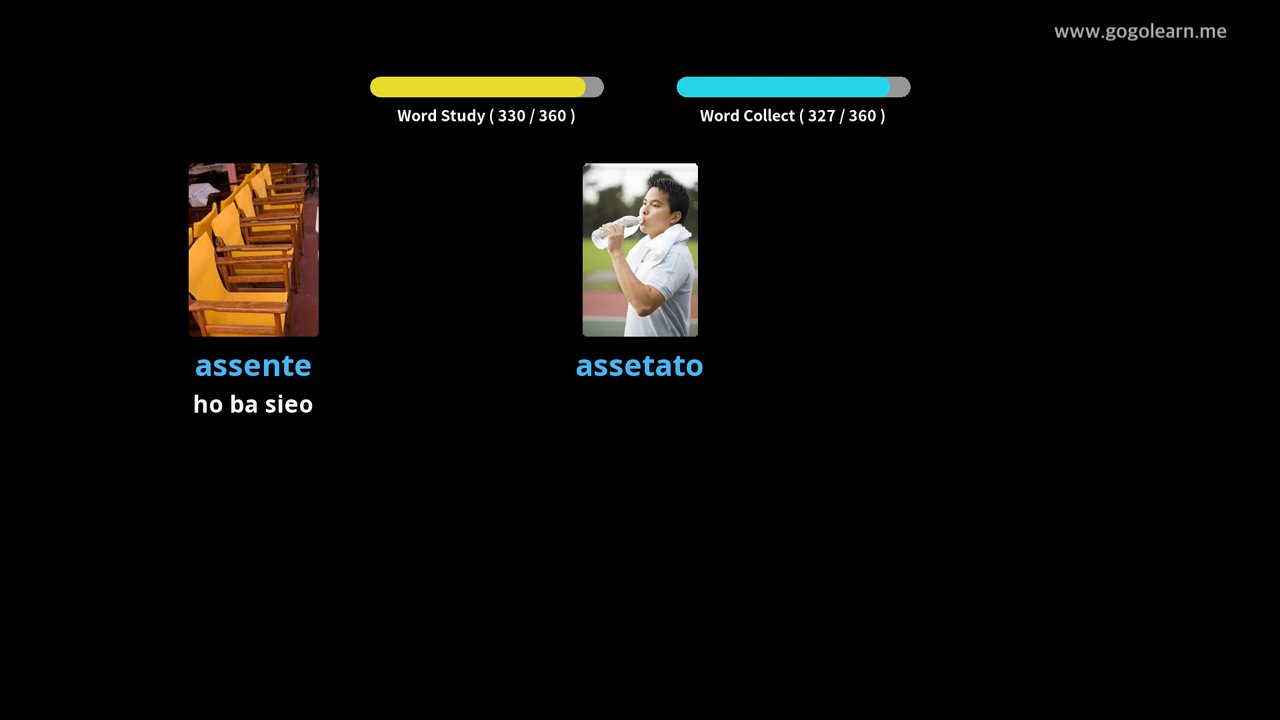 www.gogolearn.me
Word Study ( 330 / 360 )
Word Collect ( 327 / 360 )
assente
ho ba sieo
assetato